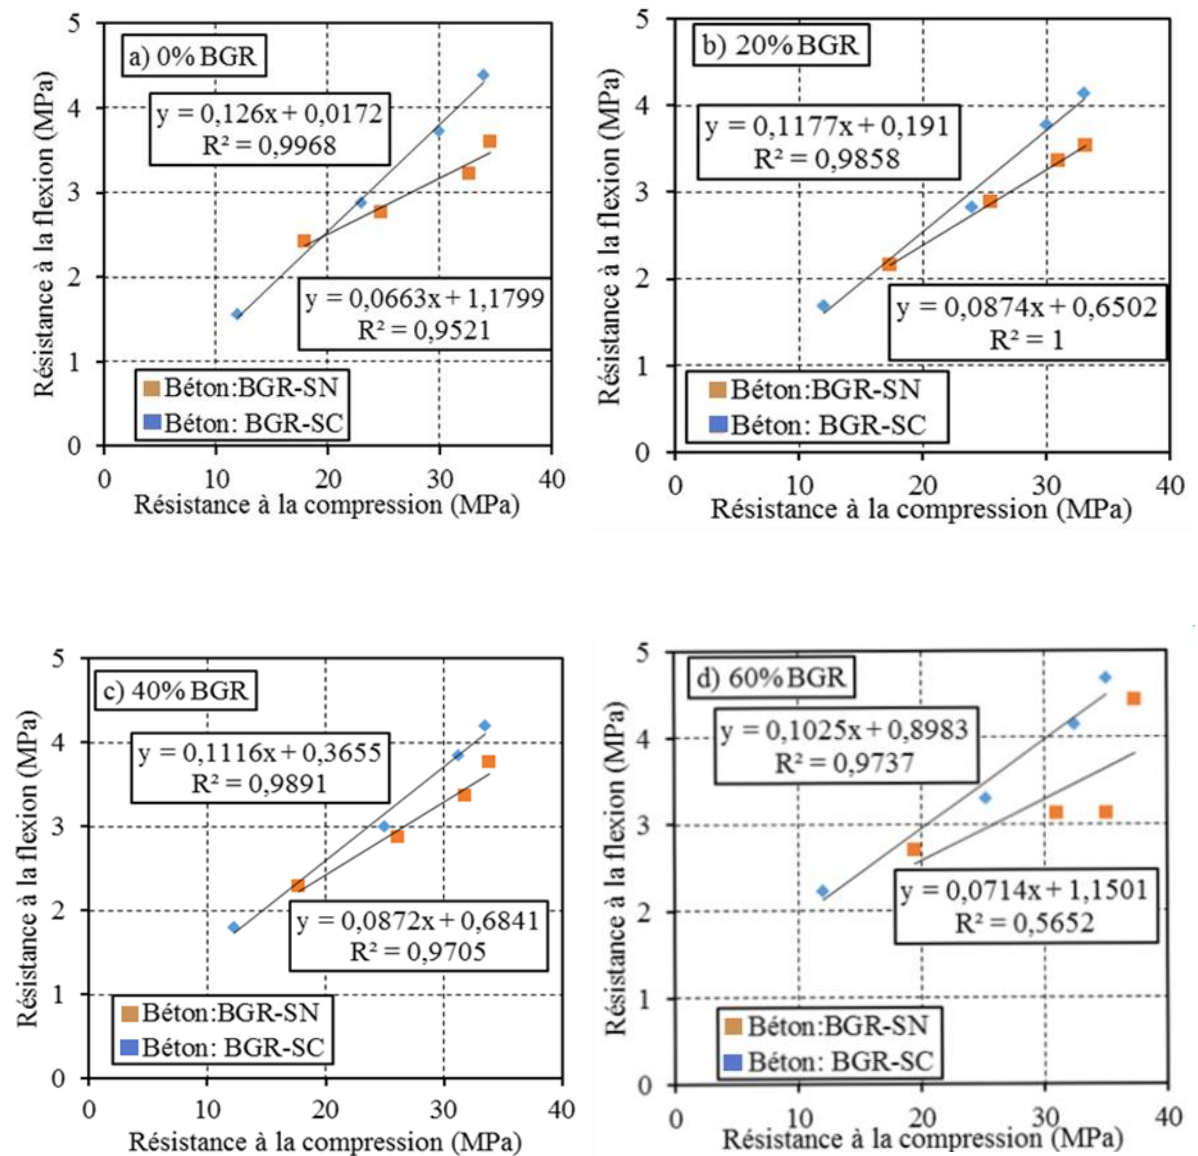 a) 0% BGR
y = 0,126x + 0,0172
R² = 0,9968
y = 0,0663x + 1,1799
R² = 0,9521
Béton:BGR-SN
Béton: BGR-SC
5
4
3
2
1
0
0 10 20 30 40
Résistance à la compression (MPa)
Résistance à la flexion (MPa)
b) 20% BGR
y = 0,1177x + 0,191
R² = 0,9858
y = 0,0874x + 0,6502
R² = 1
Béton:BGR-SN
Béton: BGR-SC
5
4
3
2
1
0
0 10 20 30 40
Résistance à la compression (MPa)
Résistance à la flexion (MPa)
c) 40% BGR
y = 0,1116x + 0,3655
R² = 0,9891
y = 0,0872x + 0,6841
R² = 0,9705
Béton:BGR-SN
Béton: BGR-SC
5
4
3
2
1
0
0 10 20 30 40
Résistance à la compression (MPa)
Résistance à la flexion (MPa)
d) 60% BGR
y = 0,1025x + 0,8983
R² = 0,9737
y = 0,0714x + 1,1501
R² = 0,5652
Béton:BGR-SN
Béton: BGR-SC
5
4
3
2
1
0
0 10 20 30 40
Résistance à la compression (MPa)
Résistance à la flexion (MPa)